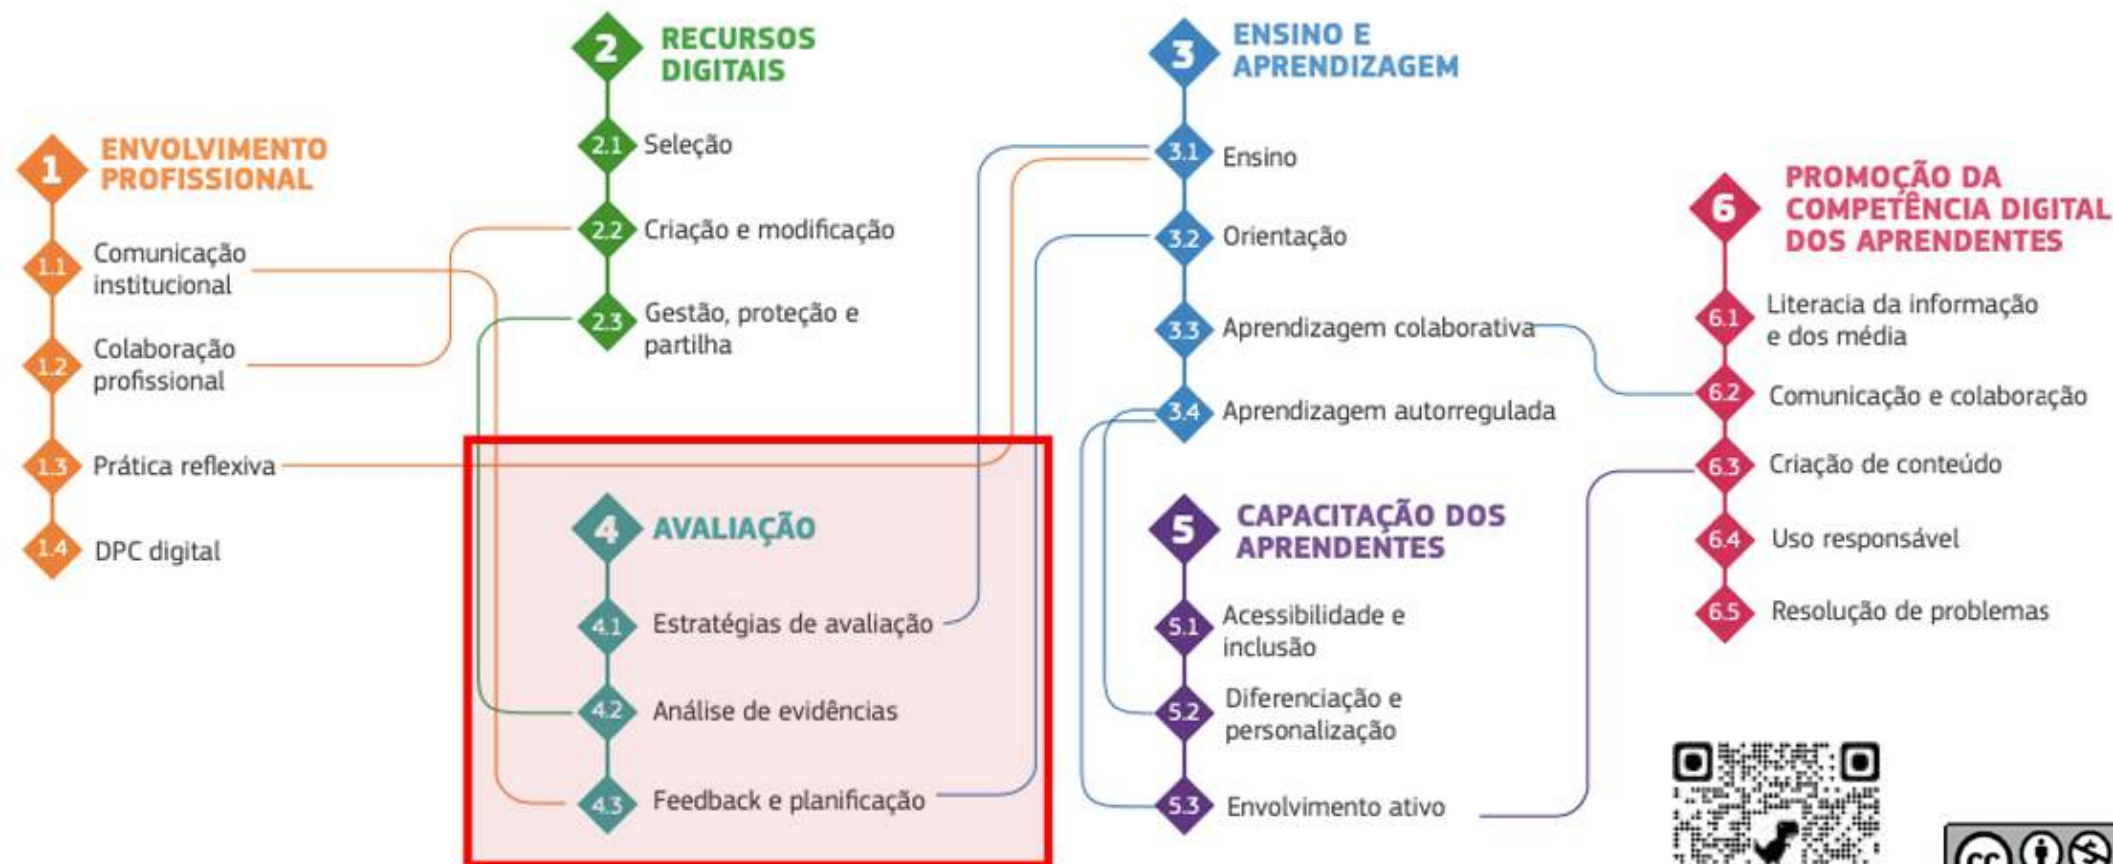 1
ENVOLVIMENTO
PROFISSIONAL
1.1
Comunicação
institucional
1.2
Colaboração
profissional
1.3
Prática reflexiva
1.4
DPC digital
2
RECURSOS
DIGITAIS
2.1
Seleção
2.2
Criação e modificação
2.3
Gestão, proteção e
partilha
3
ENSINO E
APRENDIZAGEM
3.1
Ensino
3.2
Orientação
3.3
Aprendizagem colaborativa
3.4
Aprendizagem autorregulada
4
AVALIAÇÃO
4.1
Estratégias de avaliação
4.2
Análise de evidências
4.3
Feedback e planificação
5
CAPACITAÇÃO DOS
APRENDENTES
5.1
Acessibilidade e
inclusão
5.2
Diferenciação e
personalização
5.3
Envolvimento ativo
6
PROMOÇÃO DA
COMPETÊNCIA DIGITAL
DOS APRENDENTES
6.1
Literacia da informação
e dos média
6.2
Comunicação e colaboração
6.3
Criação de conteúdo
6.4
Uso responsável
6.5
Resolução de problemas
cc